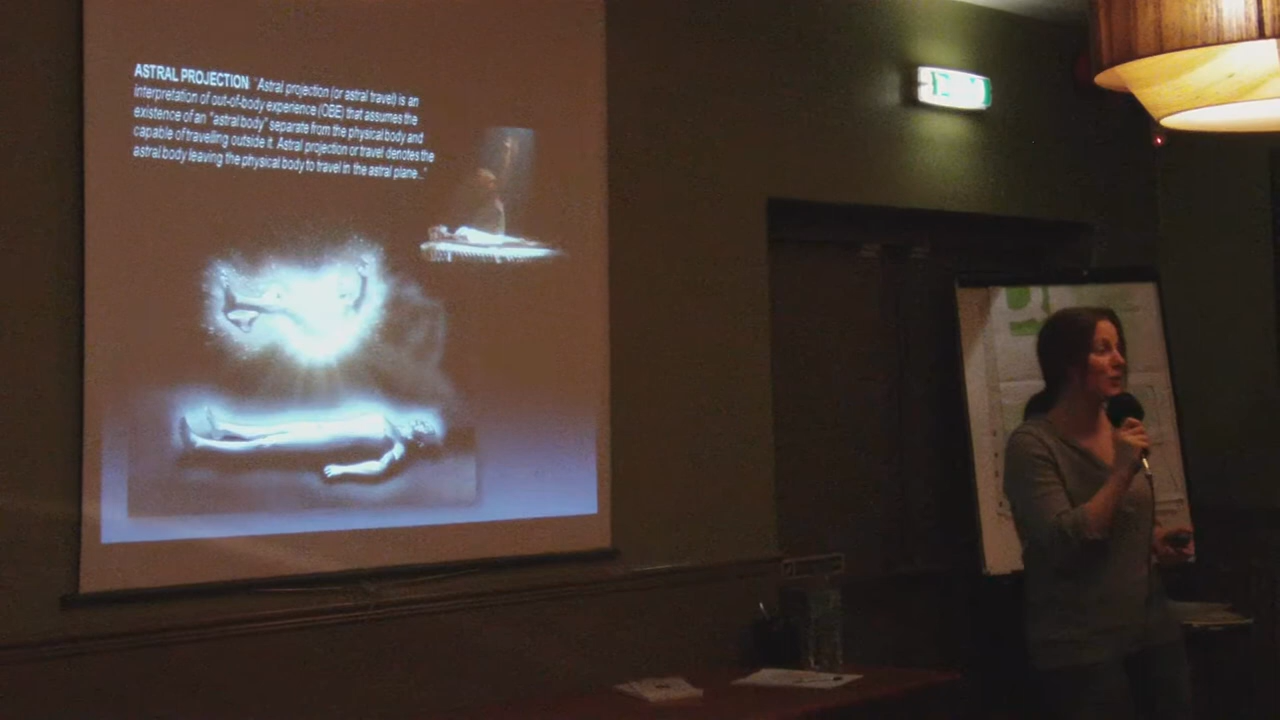 ASTRAL PROJECTION "Astral projection (or astral travel) is an
interpretation of out-of-body experience (OBE) that assumes the
existence of an "astral body" separate from the physical body and
capable of travelling outside it. Astral projection or travel denotes the
astral body leaving the physical body to travel in the astral plane..."